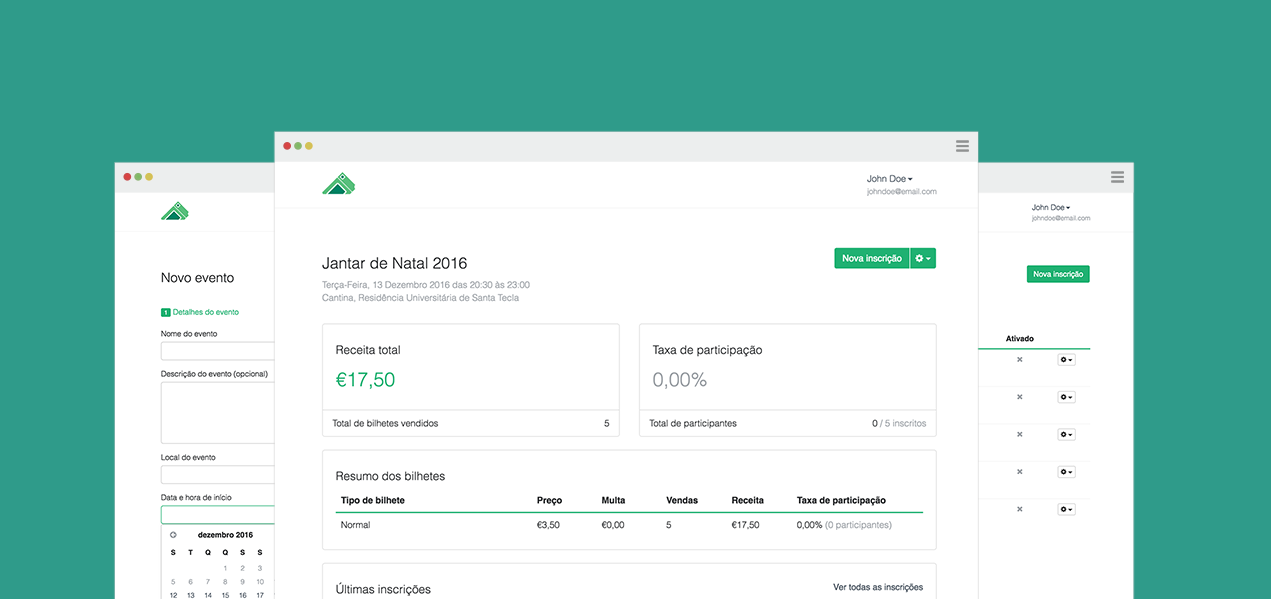 Novo evento
1 Detalhes do evento
Nome do evento
Descrição do evento (opcional)
Local do evento
Data e hora de início
dezembro 2016
S T Q Q S S
1 2 3
5 6 7 8 9 10
12 13 14 15 16 17
John Doe
johndoe@email.com
Jantar de Natal 2016
Nova inscrição
Terça-Feira, 13 Dezembro 2016 das 20:30 às 23:00
Cantina, Residência Universitária de Santa Tecla
Receita total
€17,50
Total de bilhetes vendidos 5
Taxa de participação
0,00%
Total de participantes 0 / 5 inscritos
Resumo dos bilhetes
Tipo de bilhete Preço Multa Vendas Receita Taxa de participação
Normal €3,50 €0,00 5 €17,50 0,00% (0 participantes)
Últimas inscrições Ver todas as inscrições
John Doe
johndoe@email.com
Nova inscrição
Ativado